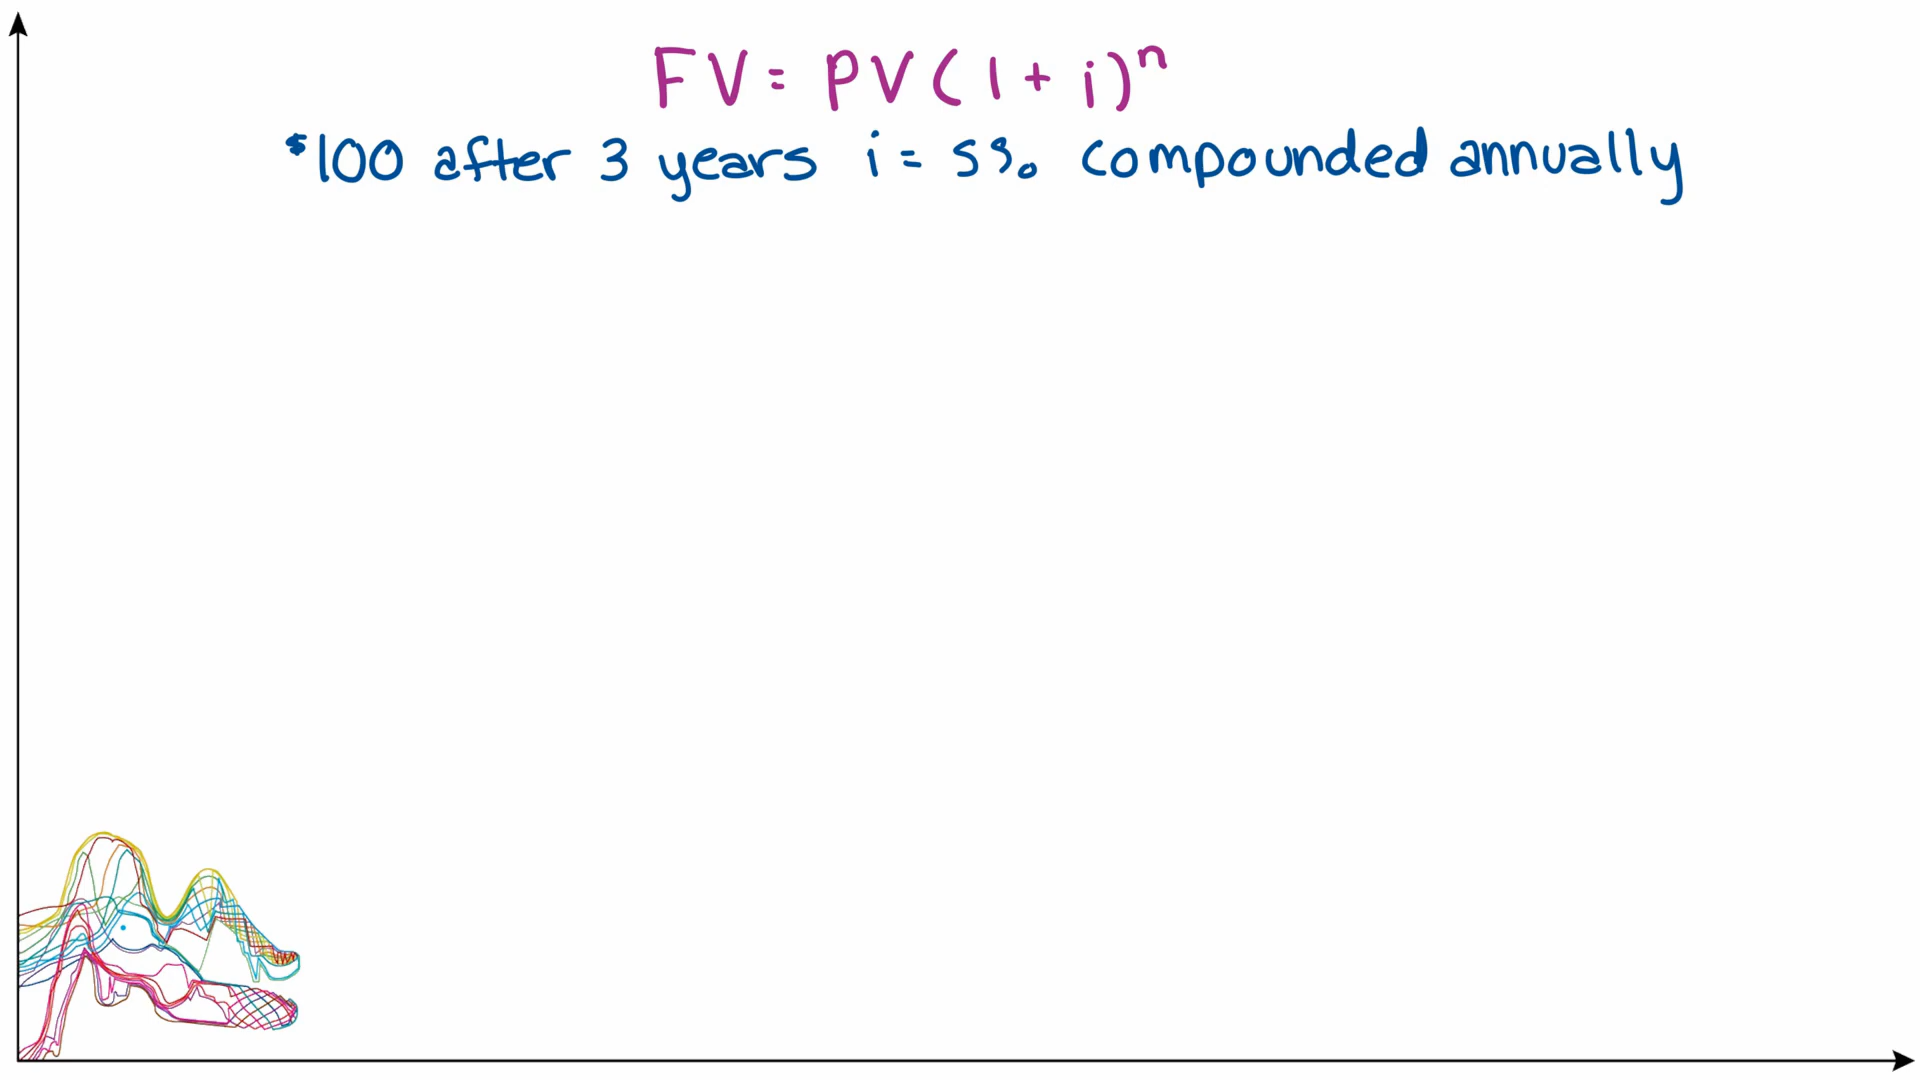 FV = PV(1 + i)^n
$100 after 3 years i = 5% compounded annually